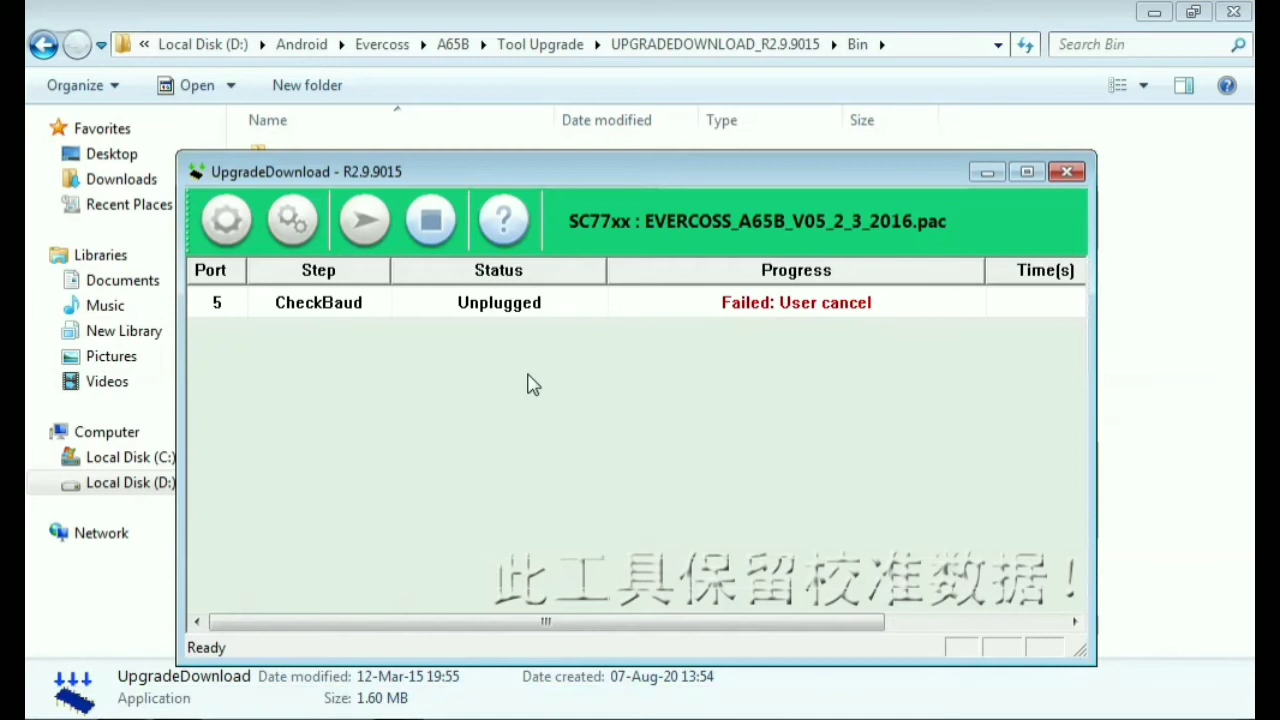 « Local Disk (D:) Android Evercoss A65B Tool Upgrade UPGRADEDOWNLOAD_R2.9.9015 Bin Search Bin
Organize Open New folder
Name Date modified Type Size
Favorites
Desktop
Downloads
Recent Places
Libraries
Documents
Music
New Library
Pictures
Videos
Computer
Local Disk (C:)
Local Disk (D:)
Network
UpgradeDownload - R2.9.9015
SC77xx : EVERCOSS_A65B_V05_2_3_2016.pac
Port Step Status Progress Time(s)
5 CheckBaud Unplugged Failed: User cancel
此工具保留校准数据!
Ready
UpgradeDownload Date modified: 12-Mar-15 19:55 Date created: 07-Aug-20 13:54
Application Size: 1.60 MB